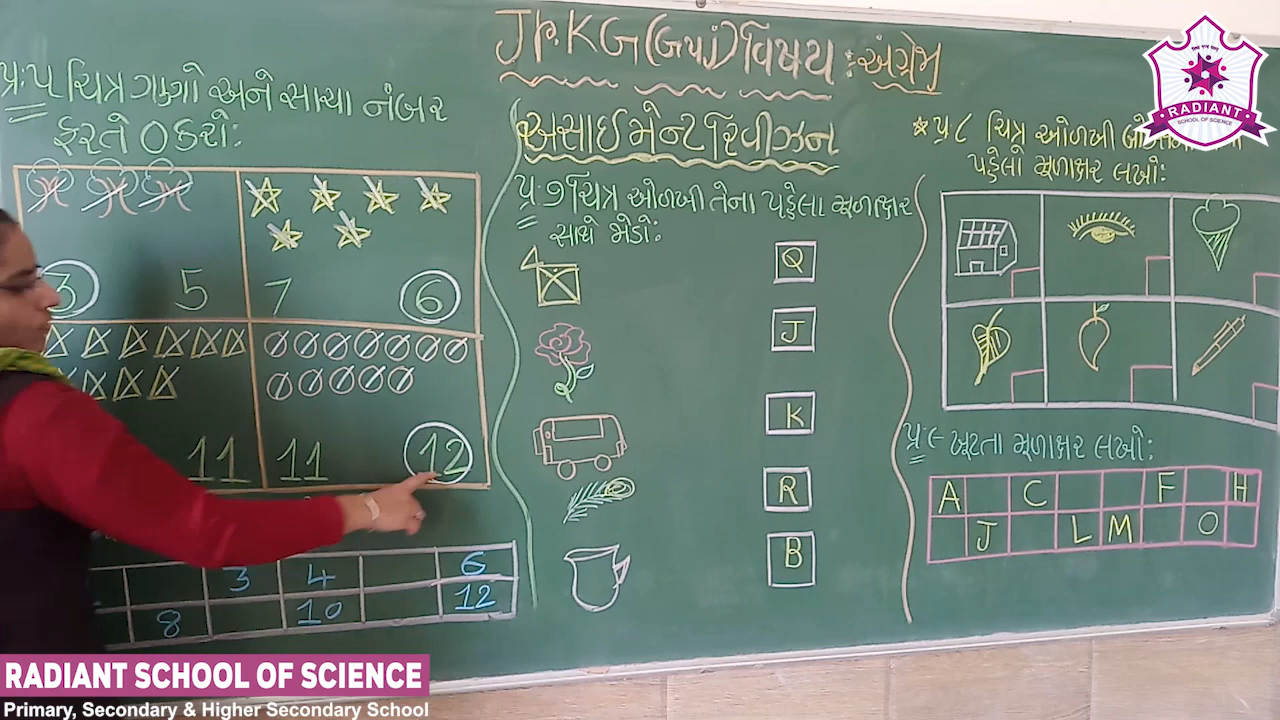 Jr. KG (ગુજ.) વિષય : અંગ્રેજી
અસાઈમેન્ટ રિવીઝન
પ્ર: ૫ ચિત્ર ગણો અને સાચા નંબર
ફરતે O કરો:
3 5 7 6
11 11 12
3 4 6
8 10 12
પ્ર: ૭ ચિત્ર ઓળખી તેના પહેલા મૂળાક્ષર
સાથે જોડો:
Q
J
K
R
B
★ પ્ર ૮ ચિત્ર ઓળખી
પહેલો મૂળાક્ષર લખો:
પ્ર: ૯ ખૂટતા મૂળાક્ષર લખો:
A C F H
J L M O
RADIANT
SCHOOL OF SCIENCE
RADIANT SCHOOL OF SCIENCE
Primary, Secondary & Higher Secondary School